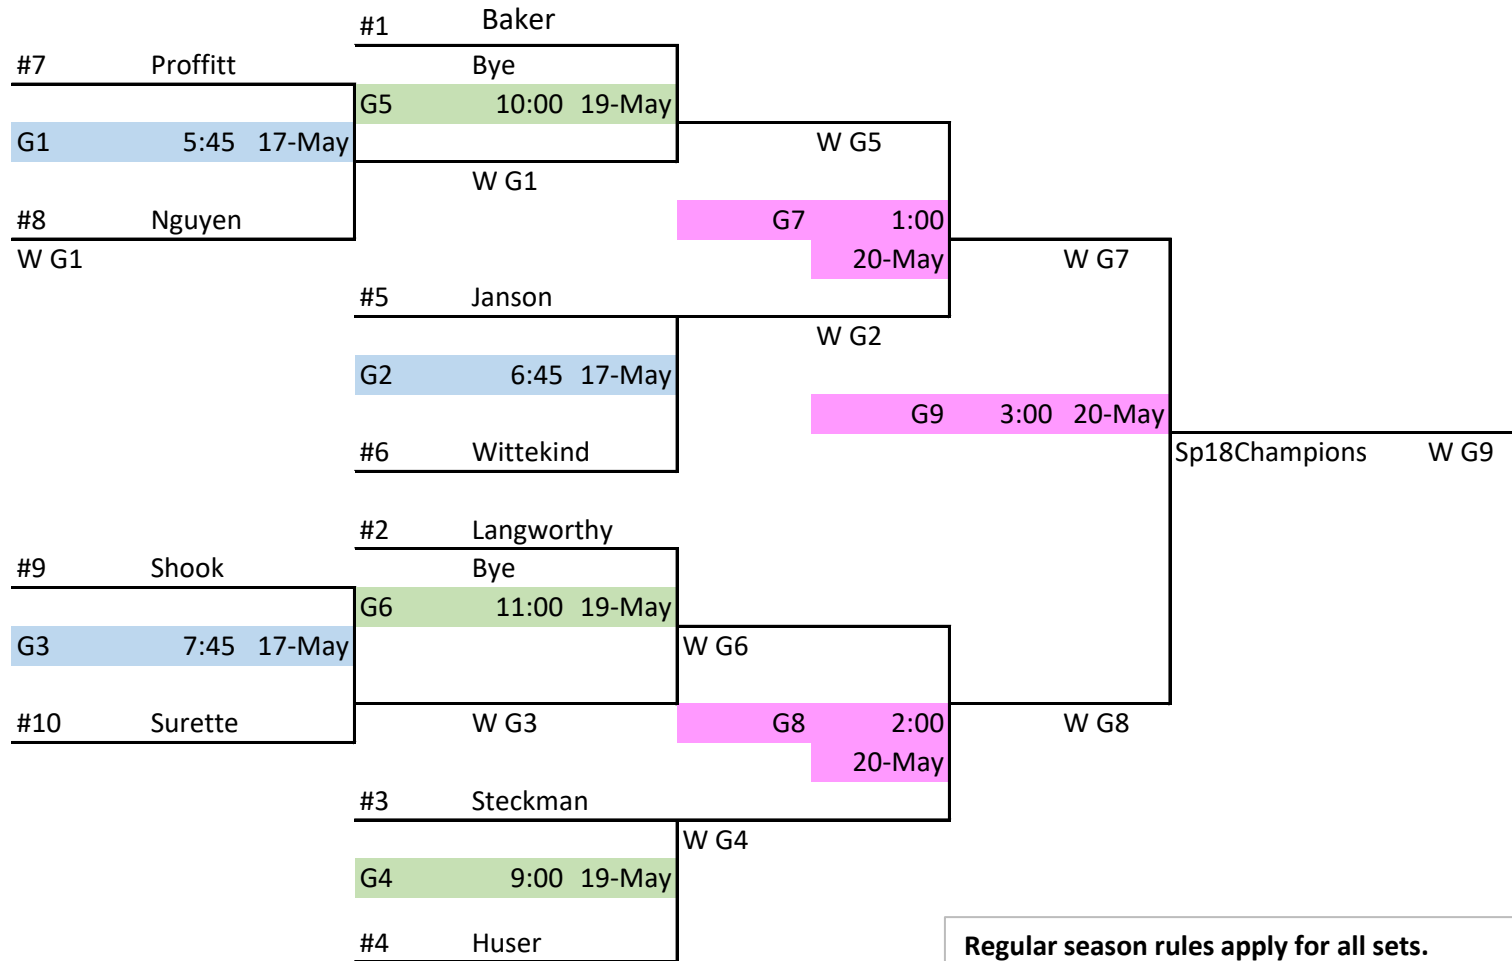 #1 Baker
#7 Proffitt Bye
G5 10:00 19-May
G1 5:45 17-May W G5
W G1
#8 Nguyen G7 1:00
W G1 20-May W G7
#5 Janson
W G2
G2 6:45 17-May
G9 3:00 20-May
#6 Wittekind Sp18Champions W G9
#2 Langworthy
#9 Shook Bye
G6 11:00 19-May
G3 7:45 17-May W G6
#10 Surette W G3 G8 2:00 W G8
20-May
#3 Steckman
W G4
G4 9:00 19-May
#4 Huser Regular season rules apply for all sets.